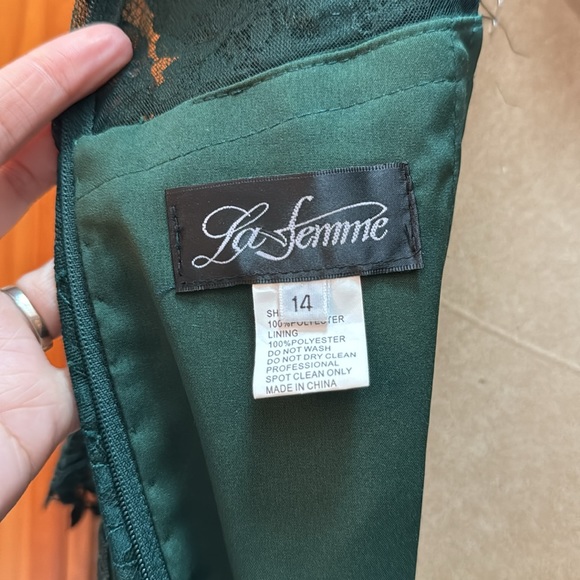 La femme
14
SH
100%POLYESTER
LINING
100%POLYESTER
DO NOT WASH
DO NOT DRY CLEAN
PROFESSIONAL
SPOT CLEAN ONLY
MADE IN CHINA